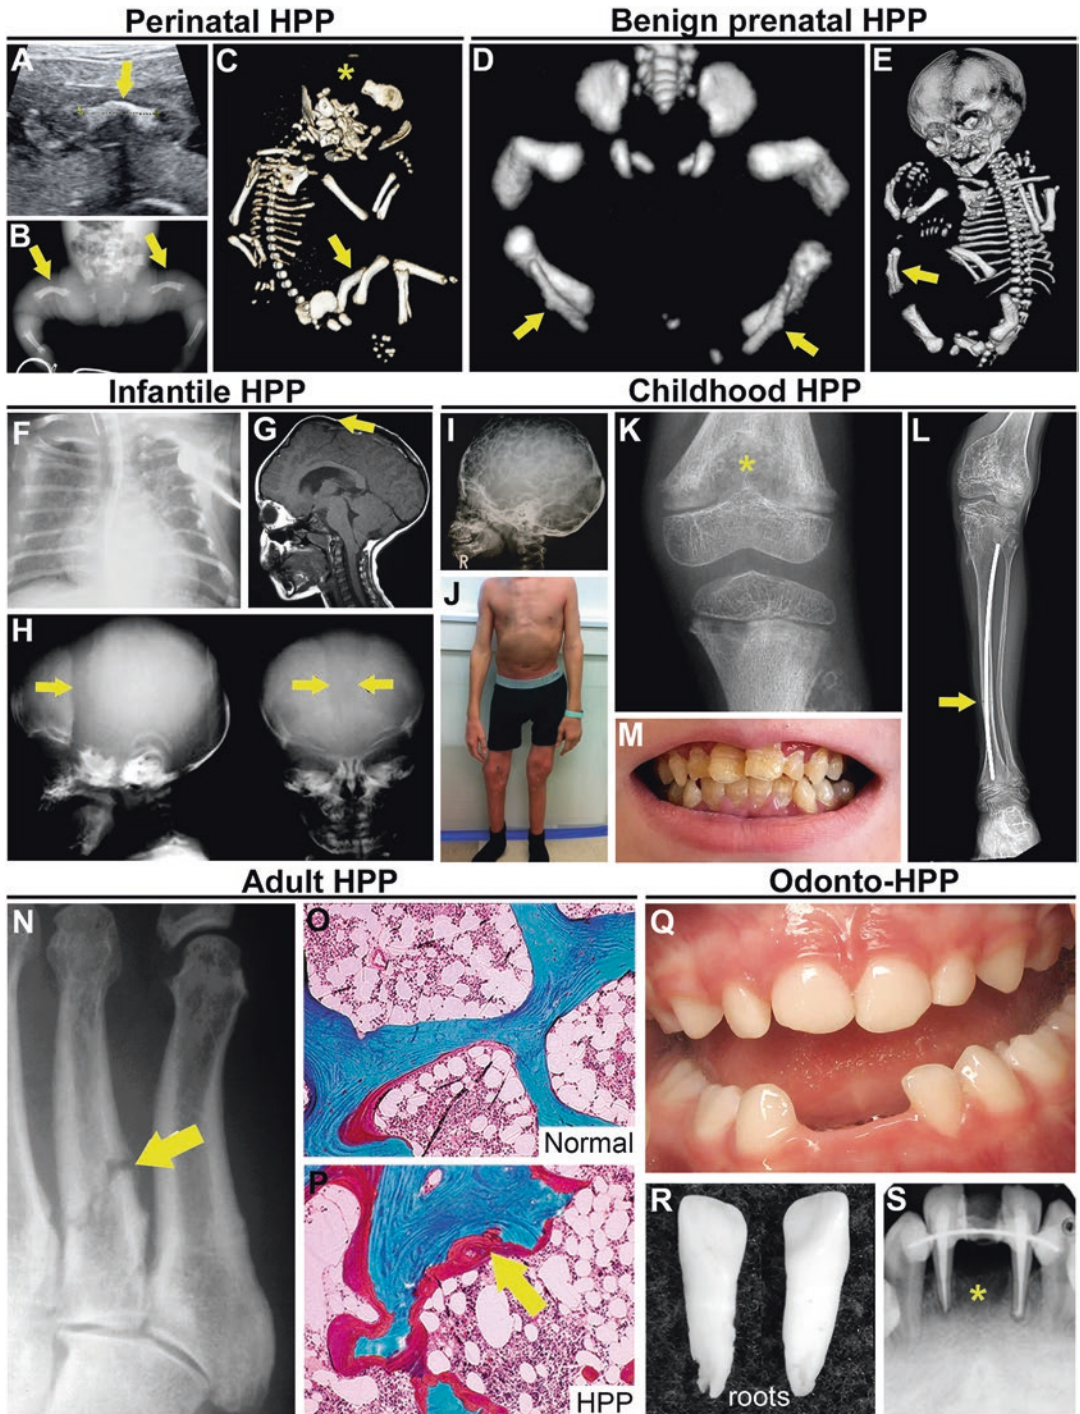 Perinatal HPP
Benign prenatal HPP
A
C
D
E
B
*
Infantile HPP
Childhood HPP
F
G
I
K
L
*
R
H
J
M
Adult HPP
Odonto-HPP
N
O
Q
Normal
P
R
S
*
HPP
roots